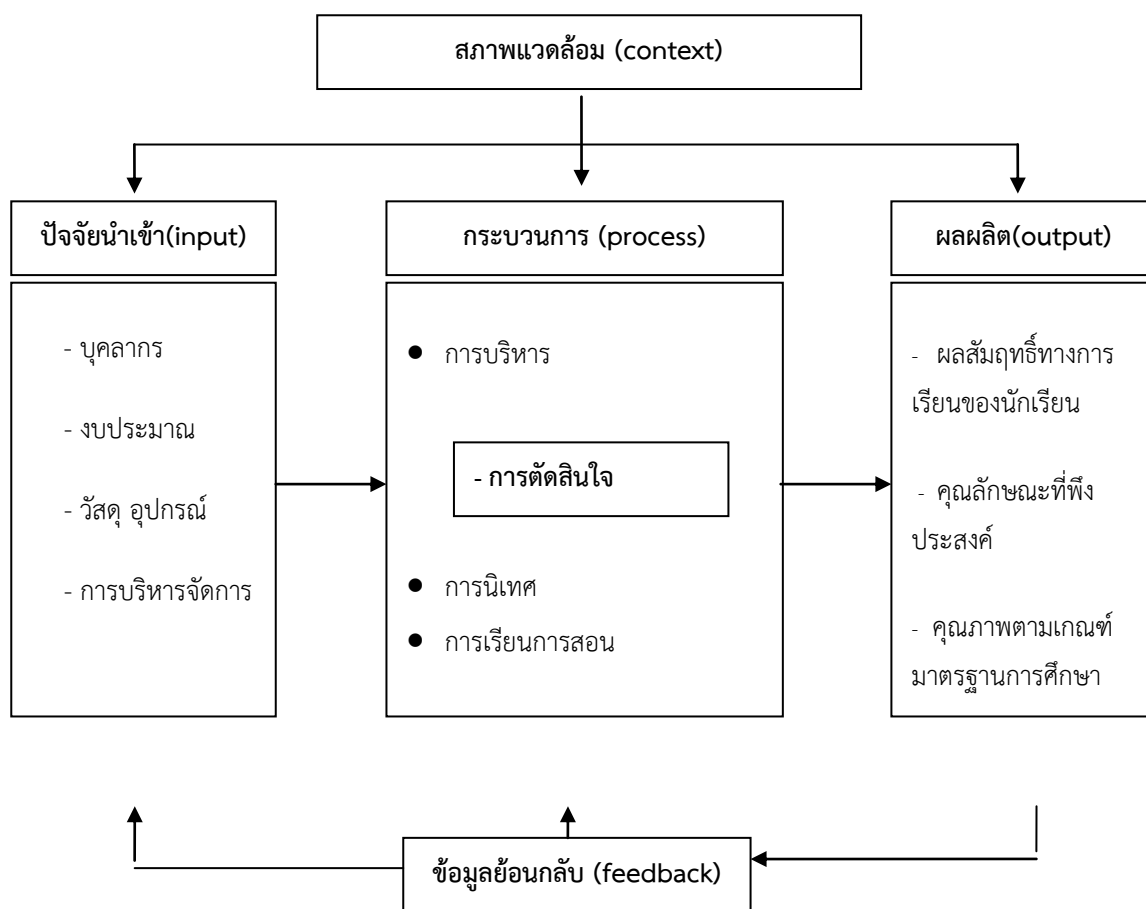 สภาพแวดล้อม (context)
ปัจจัยนำเข้า(input)
- บุคลากร
- งบประมาณ
- วัสดุ อุปกรณ์
- การบริหารจัดการ
กระบวนการ (process)
● การบริหาร
- การตัดสินใจ
● การนิเทศ
● การเรียนการสอน
ผลผลิต(output)
- ผลสัมฤทธิ์ทางการ
เรียนของนักเรียน
- คุณลักษณะที่พึง
ประสงค์
- คุณภาพตามเกณฑ์
มาตรฐานการศึกษา
ข้อมูลย้อนกลับ (feedback)